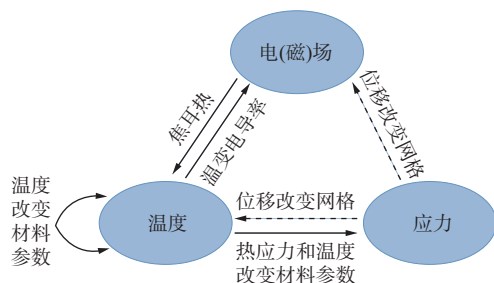 电(磁)场
焦耳热
温变电导率
位移改变网格
温度
改变
材料
参数
温度
位移改变网格
应力
热应力和温度
改变材料参数